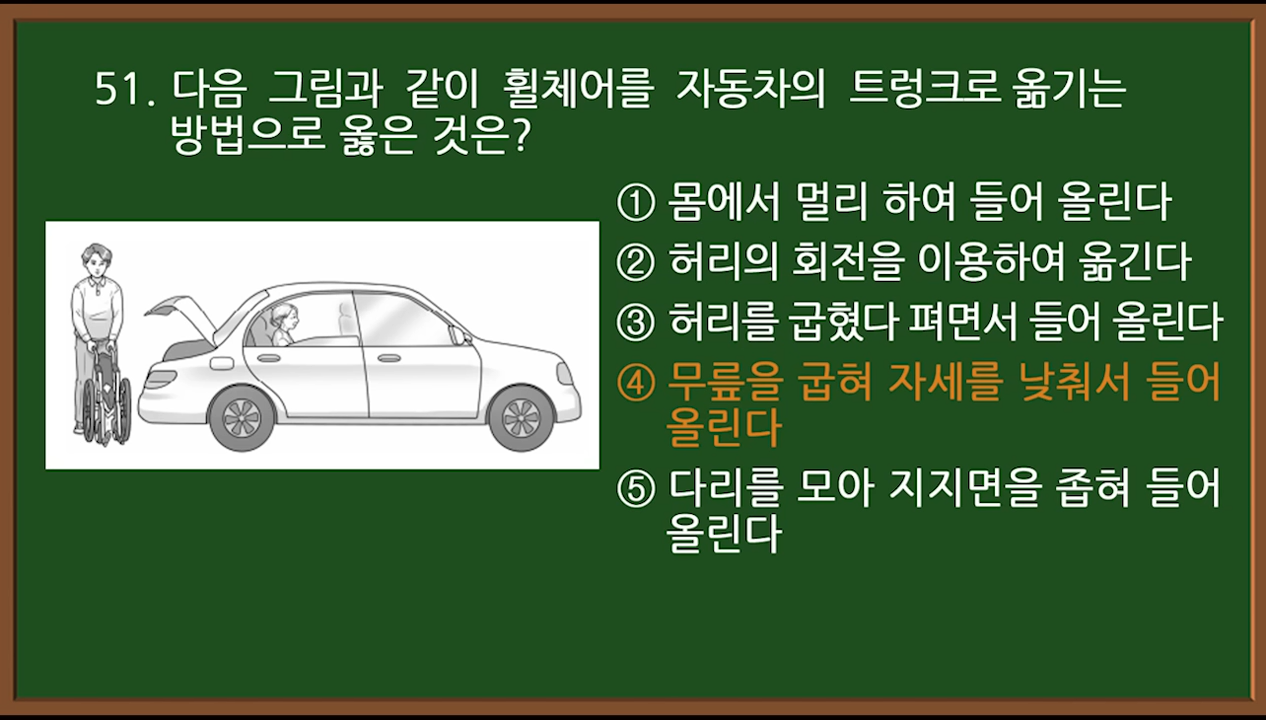 51. 다음 그림과 같이 휠체어를 자동차의 트렁크로 옮기는
방법으로 옳은 것은?
① 몸에서 멀리 하여 들어 올린다
② 허리의 회전을 이용하여 옮긴다
③ 허리를 굽혔다 펴면서 들어 올린다
④ 무릎을 굽혀 자세를 낮춰서 들어
올린다
⑤ 다리를 모아 지지면을 좁혀 들어
올린다